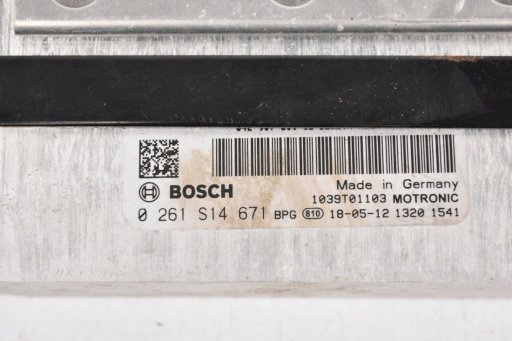 Made in Germany
BOSCH
1039T01103 MOTRONIC
0 261 S14 671 BPG 810 18-05-12 1320 1541